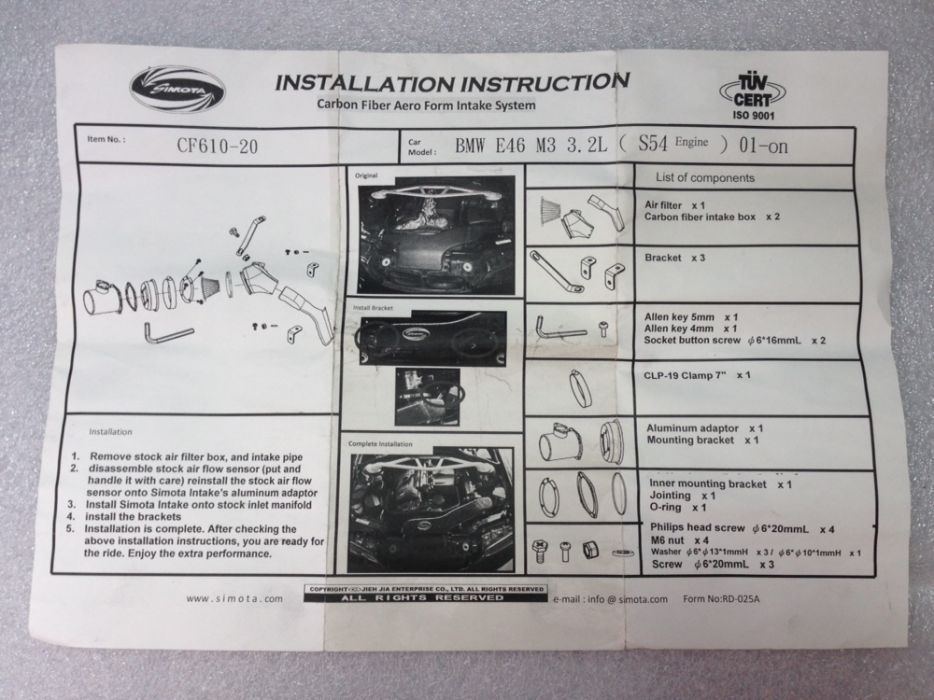 SIMOTA
INSTALLATION INSTRUCTION
Carbon Fiber Aero Form Intake System
TÜV
CERT
ISO 9001
Item No. :
CF610-20
Car
Model :
BMW E46 M3 3.2L ( S54 Engine ) 01-on
Original
Install Bracket
SIMOTA
Complete Installation
List of components
Air filter x 1
Carbon fiber intake box x 2
Bracket x 3
Allen key 5mm x 1
Allen key 4mm x 1
Socket button screw ϕ6*16mmL x 2
CLP-19 Clamp 7" x 1
Aluminum adaptor x 1
Mounting bracket x 1
Inner mounting bracket x 1
Jointing x 1
O-ring x 1
Philips head screw ϕ6*20mmL x 4
M6 nut x 4
Washer ϕ6*ϕ13*1mmH x 3 / ϕ6*ϕ10*1mmH x 1
Screw ϕ6*20mmL x 3
Installation
1. Remove stock air filter box, and intake pipe
2. disassemble stock air flow sensor (put and
handle it with care) reinstall the stock air flow
sensor onto Simota Intake's aluminum adaptor
3. Install Simota Intake onto stock inlet manifold
4. install the brackets
5. Installation is complete. After checking the
above installation instructions, you are ready for
the ride. Enjoy the extra performance.
www.simota.com
COPYRIGHT JIEH JIA ENTERPRISE CO., LTD. ALL RIGHTS RESERVED
ALL RIGHTS RESERVED
e-mail : info @ simota.com
Form No:RD-025A